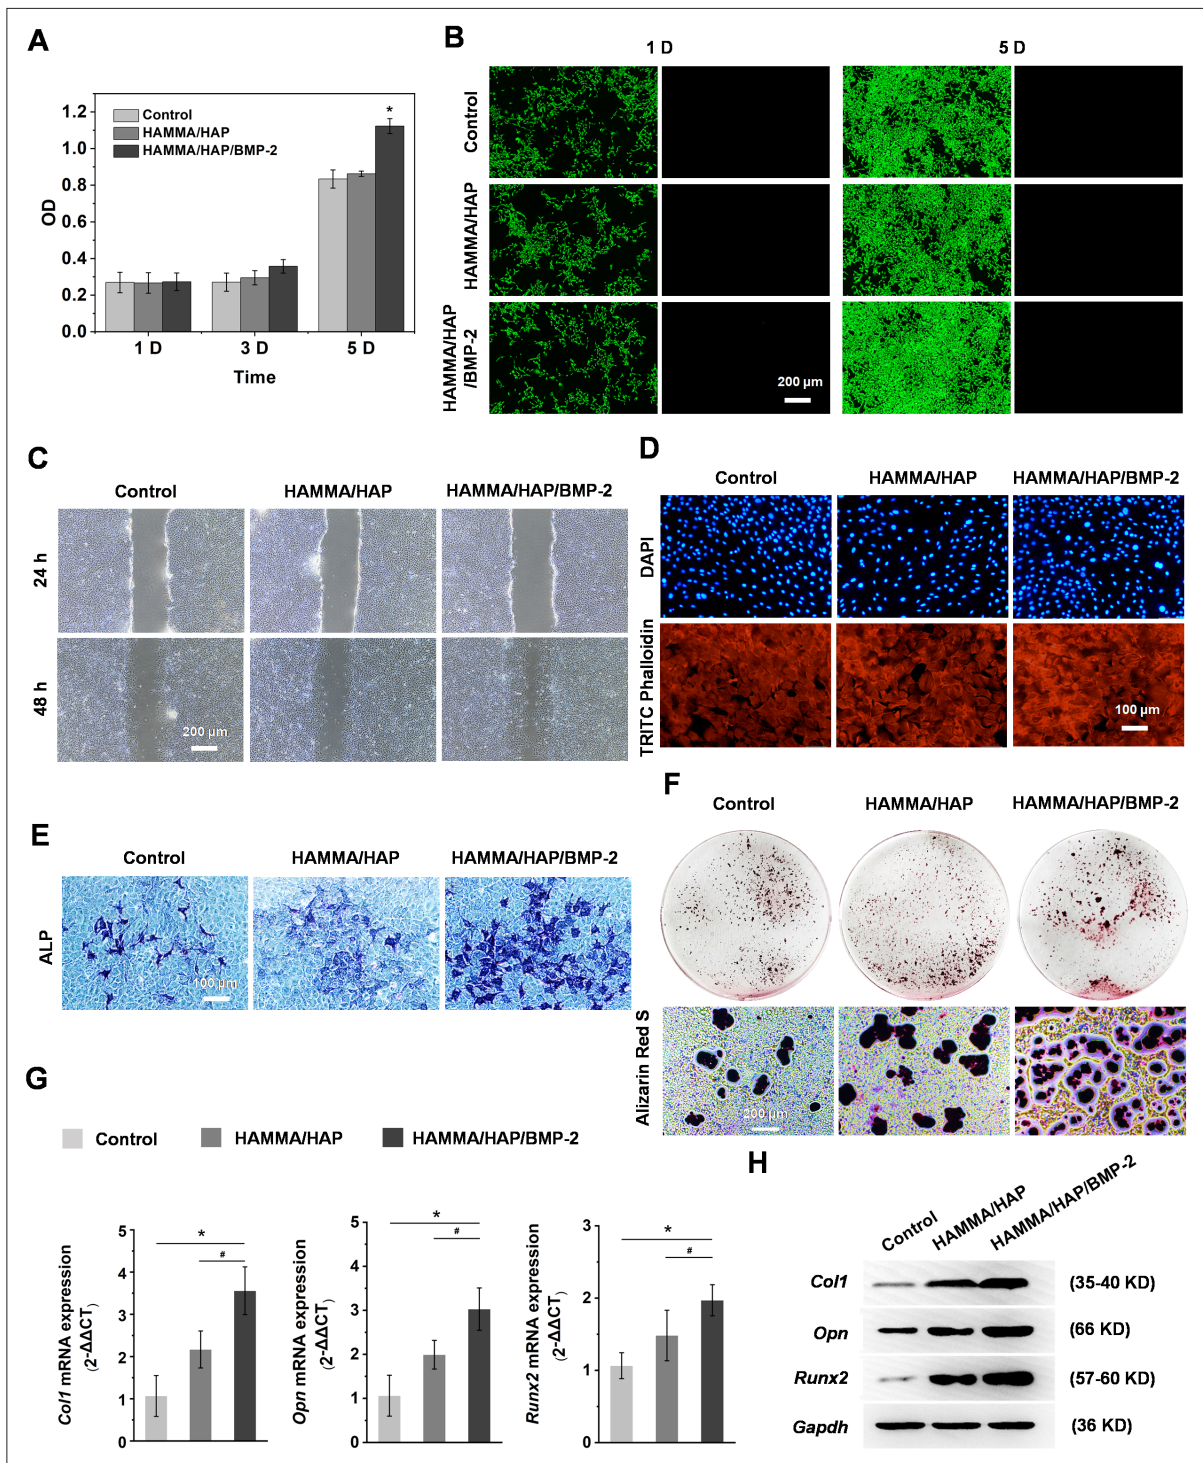 A
1.2
1.0
0.8
0.6
0.4
0.2
0.0
OD
Control
HAMMA/HAP
HAMMA/HAP/BMP-2
*
1 D
3 D
5 D
Time
B
1 D
5 D
Control
HAMMA/HAP
HAMMA/HAP
/BMP-2
200 µm
C
Control
HAMMA/HAP
HAMMA/HAP/BMP-2
24 h
48 h
200 µm
D
Control
HAMMA/HAP
HAMMA/HAP/BMP-2
DAPI
TRITC Phalloidin
100 µm
E
Control
HAMMA/HAP
HAMMA/HAP/BMP-2
ALP
100 µm
F
Control
HAMMA/HAP
HAMMA/HAP/BMP-2
Alizarin Red S
200 µm
G
Control
HAMMA/HAP
HAMMA/HAP/BMP-2
Col1 mRNA expression
(2-ΔΔCT)
5
4
3
2
1
0
*
#
Opn mRNA expression
(2-ΔΔCT)
5
4
3
2
1
0
*
#
Runx2 mRNA expression
(2-ΔΔCT)
3
2
1
0
*
#
H
Control
HAMMA/HAP
HAMMA/HAP/BMP-2
Col1
(35-40 KD)
Opn
(66 KD)
Runx2
(57-60 KD)
Gapdh
(36 KD)